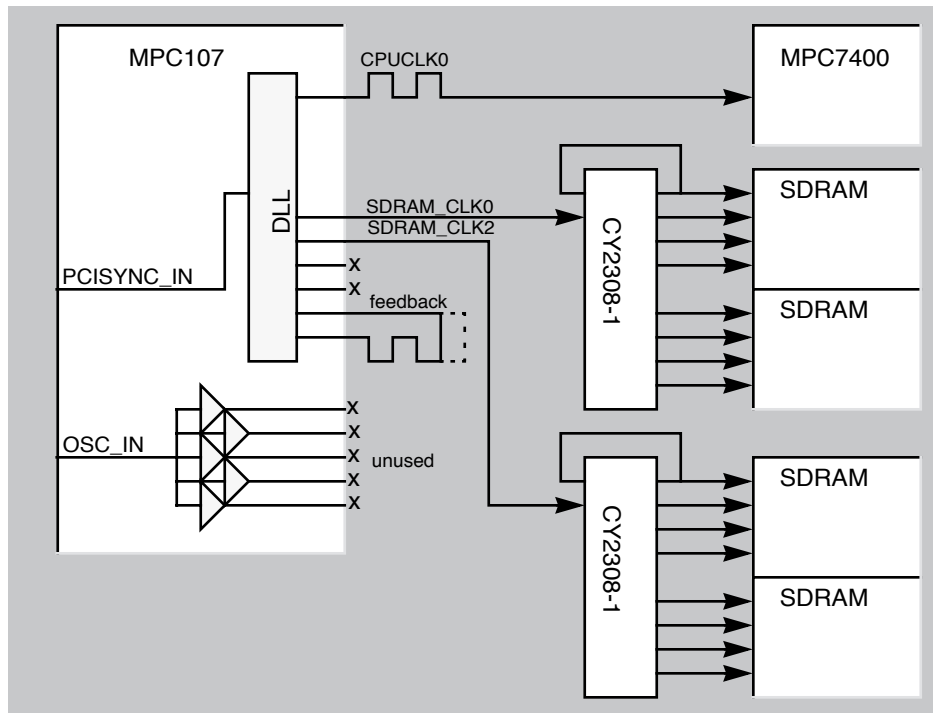 MPC107
CPUCLK0
MPC7400
DLL
SDRAM_CLK0
SDRAM_CLK2
X
X
feedback
PCISYNC_IN
CY2308-1
SDRAM
SDRAM
OSC_IN
X
X
X
X
X
unused
CY2308-1
SDRAM
SDRAM